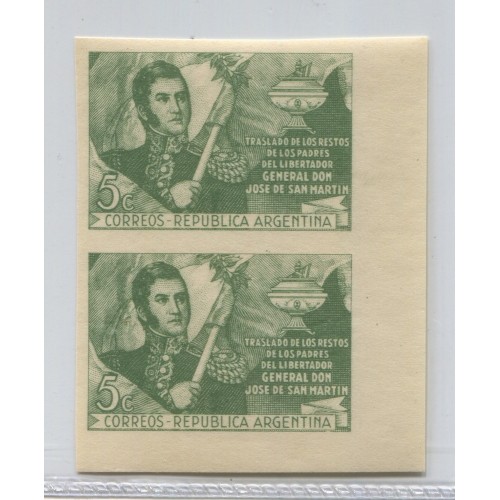 TRASLADO DE LOS RESTOS
DE LOS PADRES
DEL LIBERTADOR
GENERAL DON
JOSE DE SAN MARTIN
5c
CORREOS-REPUBLICA ARGENTINA
TRASLADO DE LOS RESTOS
DE LOS PADRES
DEL LIBERTADOR
GENERAL DON
JOSE DE SAN MARTIN
5c
CORREOS-REPUBLICA ARGENTINA